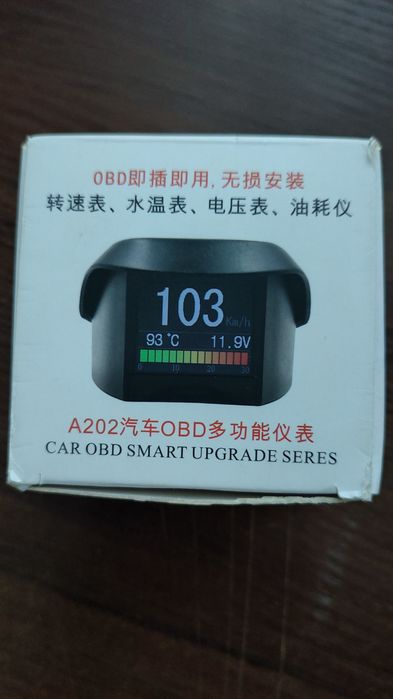 OBD即插即用,无损安装
转速表、水温表、电压表、油耗仪
103 Km/h
93℃ 11.9V
0 10 20 30
A202汽车OBD多功能仪表
CAR OBD SMART UPGRADE SERES